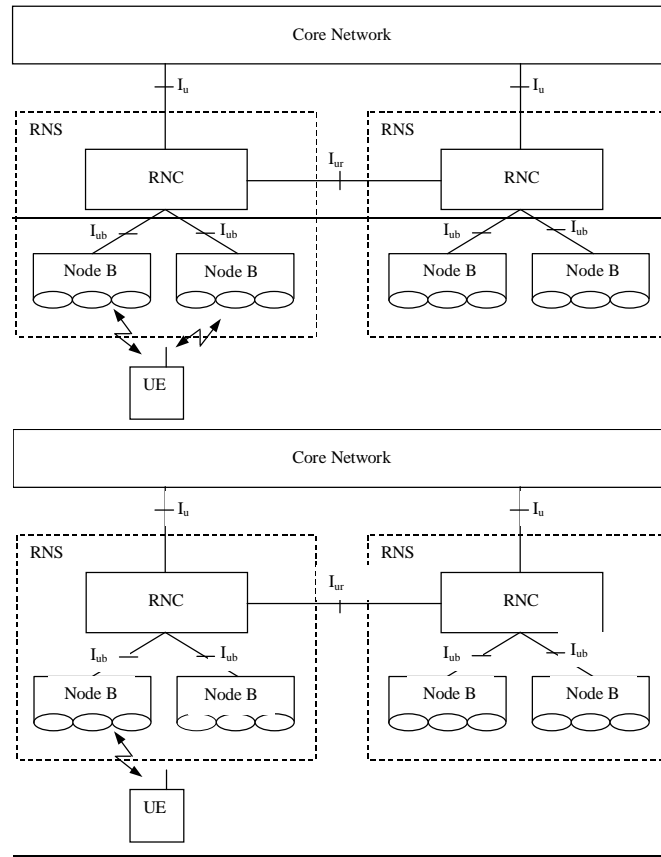 Core Network
Iu Iu
RNS RNS
Iur
RNC RNC
Iub Iub Iub Iub
Node B Node B Node B Node B
UE
Core Network
Iu Iu
RNS RNS
Iur
RNC RNC
Iub Iub Iub Iub
Node B Node B Node B Node B
UE